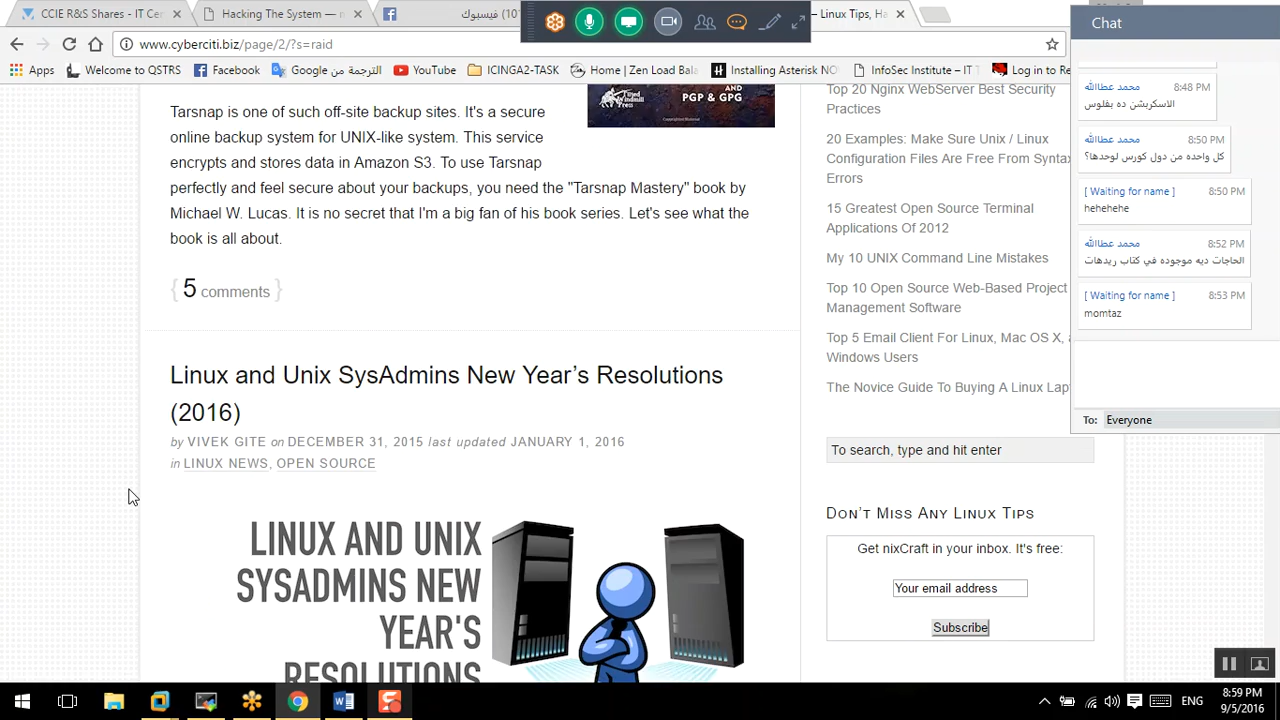 CCIE R&S Shares - IT Cer
Hacking The System — n
فيسبوك (10
– Linux Tips, Ha
www.cyberciti.biz/page/2/?s=raid
Apps
Welcome to QSTRS
Facebook
الترجمة من Google
YouTube
ICINGA2-TASK
Home | Zen Load Bala
Installing Asterisk NO
InfoSec Institute – IT T
Log in to Re
Tarsnap is one of such off-site backup sites. It's a secure
online backup system for UNIX-like system. This service
encrypts and stores data in Amazon S3. To use Tarsnap
perfectly and feel secure about your backups, you need the "Tarsnap Mastery" book by
Michael W. Lucas. It is no secret that I'm a big fan of his book series. Let's see what the
book is all about.
AND
PGP & GPG
{ 5 comments }
Linux and Unix SysAdmins New Year's Resolutions
(2016)
by VIVEK GITE on DECEMBER 31, 2015 last updated JANUARY 1, 2016
in LINUX NEWS, OPEN SOURCE
LINUX AND UNIX
SYSADMINS NEW
YEAR'S
RESOLUTIONS
Top 20 Nginx WebServer Best Security
Practices
20 Examples: Make Sure Unix / Linux
Configuration Files Are Free From Syntax
Errors
15 Greatest Open Source Terminal
Applications Of 2012
My 10 UNIX Command Line Mistakes
Top 10 Open Source Web-Based Project
Management Software
Top 5 Email Client For Linux, Mac OS X, a
Windows Users
The Novice Guide To Buying A Linux Lap
To search, type and hit enter
Don't Miss Any Linux Tips
Get nixCraft in your inbox. It's free:
Your email address
Subscribe
Chat
محمد عطاالله 8:48 PM
الاسكربشن ده بفلوس
محمد عطاالله 8:50 PM
كل واحده من دول كورس لوحدها؟
[ Waiting for name ] 8:50 PM
hehehehe
محمد عطاالله 8:52 PM
الحاجات ديه موجوده في كتاب ريدهات
[ Waiting for name ] 8:53 PM
momtaz
To: Everyone
ENG
8:59 PM
9/5/2016